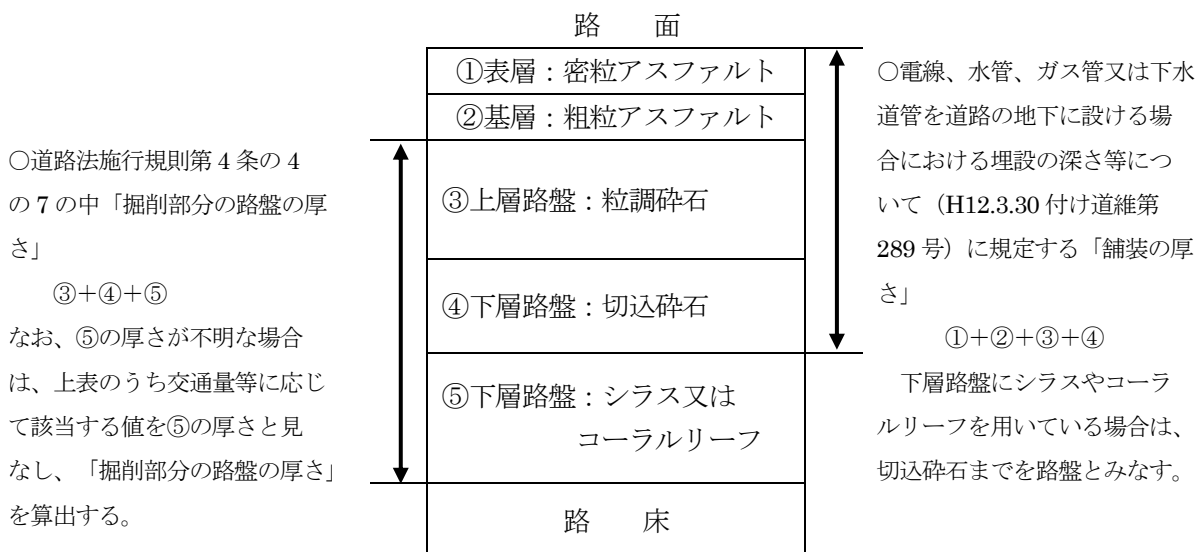 路　面
①表層：密粒アスファルト
②基層：粗粒アスファルト
③上層路盤：粒調砕石
④下層路盤：切込砕石
⑤下層路盤：シラス又は
コーラルリーフ
路　床
○道路法施行規則第 4 条の 4
の 7 の中「掘削部分の路盤の厚
さ」
③＋④＋⑤
なお、⑤の厚さが不明な場合
は、上表のうち交通量等に応じ
て該当する値を⑤の厚さと見
なし、「掘削部分の路盤の厚さ」
を算出する。
○電線、水管、ガス管又は下水
道管を道路の地下に設ける場
合における埋設の深さ等につ
いて（H12.3.30 付け道維第
289 号）に規定する「舗装の厚
さ」
①＋②＋③＋④
下層路盤にシラスやコーラ
ルリーフを用いている場合は、
切込砕石までを路盤とみなす。